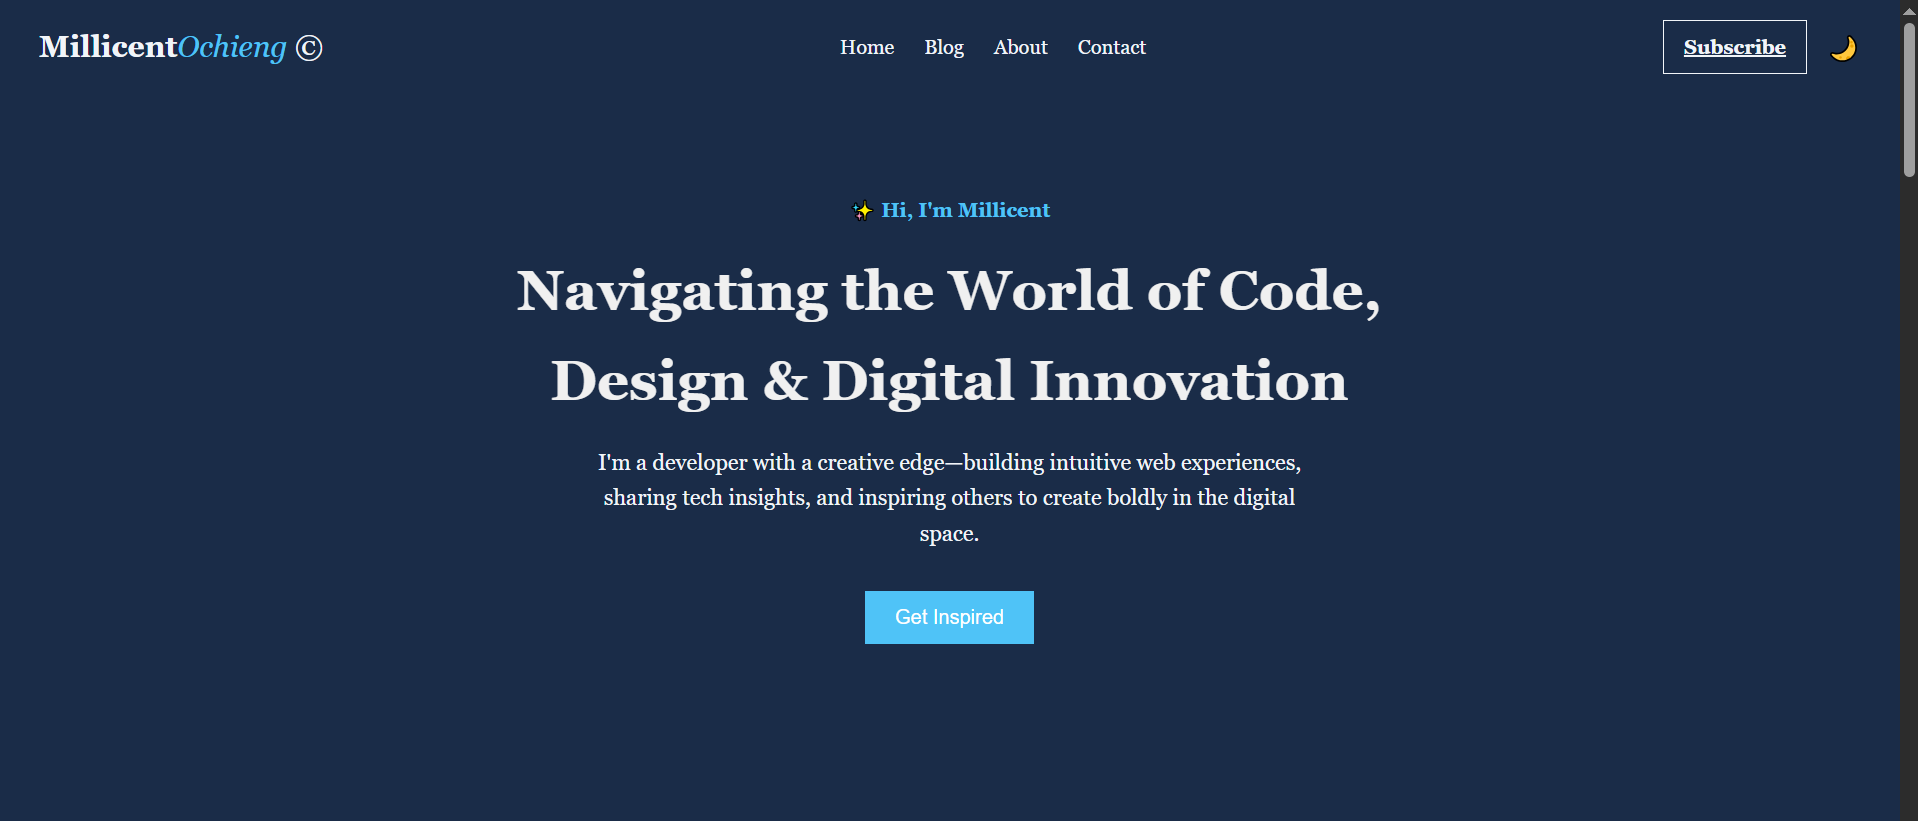 MillicentOchieng ©
Home Blog About Contact
Subscribe
✨ Hi, I'm Millicent
Navigating the World of Code,
Design & Digital Innovation
I'm a developer with a creative edge—building intuitive web experiences,
sharing tech insights, and inspiring others to create boldly in the digital
space.
Get Inspired